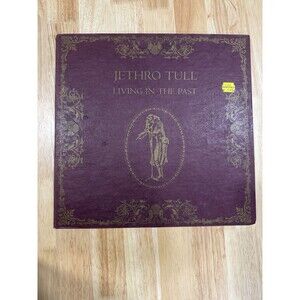 JETHRO TULL
LIVING IN THE PAST